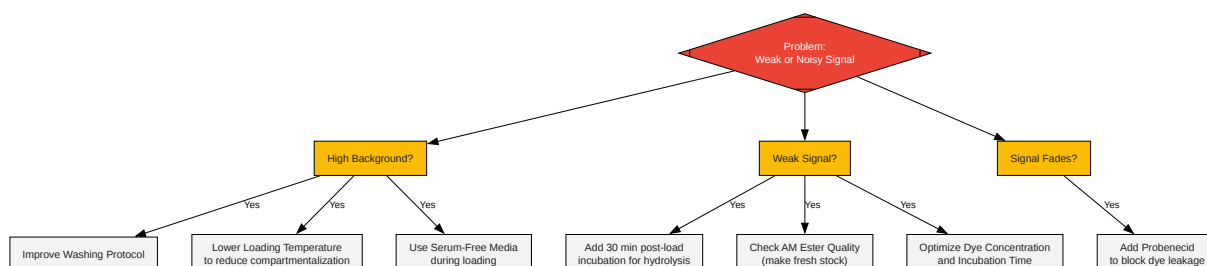 Problem:
Weak or Noisy Signal
High Background?
Weak Signal?
Signal Fades?
Yes
Yes
Yes
Yes
Yes
Yes
Yes
Improve Washing Protocol
Lower Loading Temperature
to reduce compartmentalization
Use Serum-Free Media
during loading
Add 30 min post-load
incubation for hydrolysis
Check AM Ester Quality
(make fresh stock)
Optimize Dye Concentration
and Incubation Time
Add Probenecid
to block dye leakage